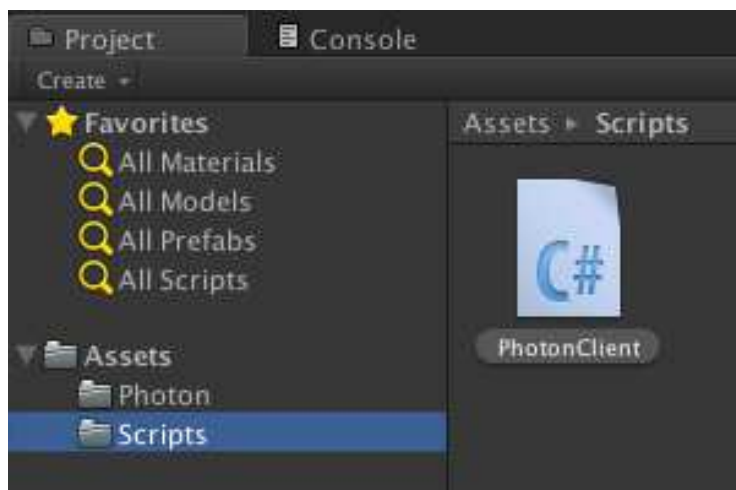 Project
Console
Create
Favorites
All Materials
All Models
All Prefabs
All Scripts
Assets
Photon
Scripts
Assets ▸ Scripts
C#
PhotonClient